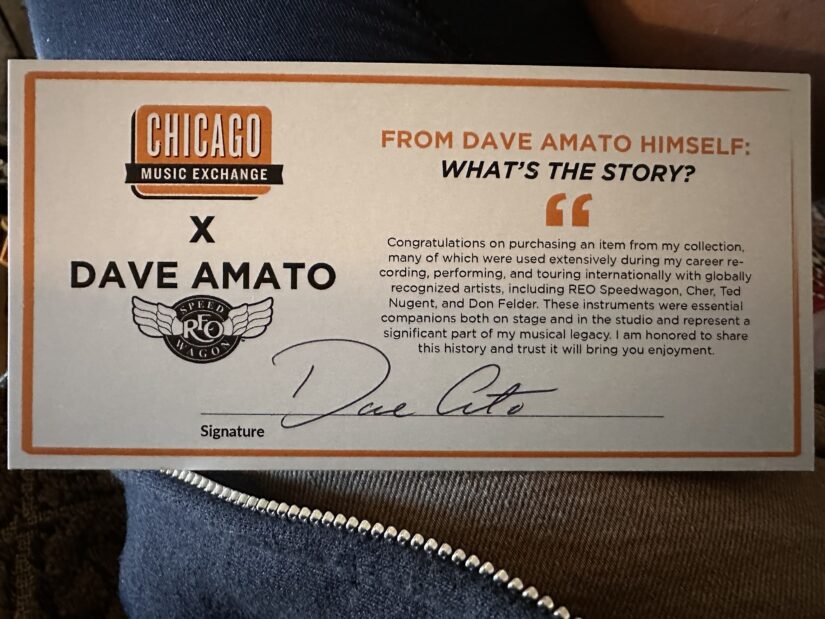 CHICAGO
MUSIC EXCHANGE
X
DAVE AMATO
SPEED
REO
WAGON
FROM DAVE AMATO HIMSELF:
WHAT'S THE STORY?
“
Congratulations on purchasing an item from my collection,
many of which were used extensively during my career re-
cording, performing, and touring internationally with globally
recognized artists, including REO Speedwagon, Cher, Ted
Nugent, and Don Felder. These instruments were essential
companions both on stage and in the studio and represent a
significant part of my musical legacy. I am honored to share
this history and trust it will bring you enjoyment.
Dave Amato
Signature